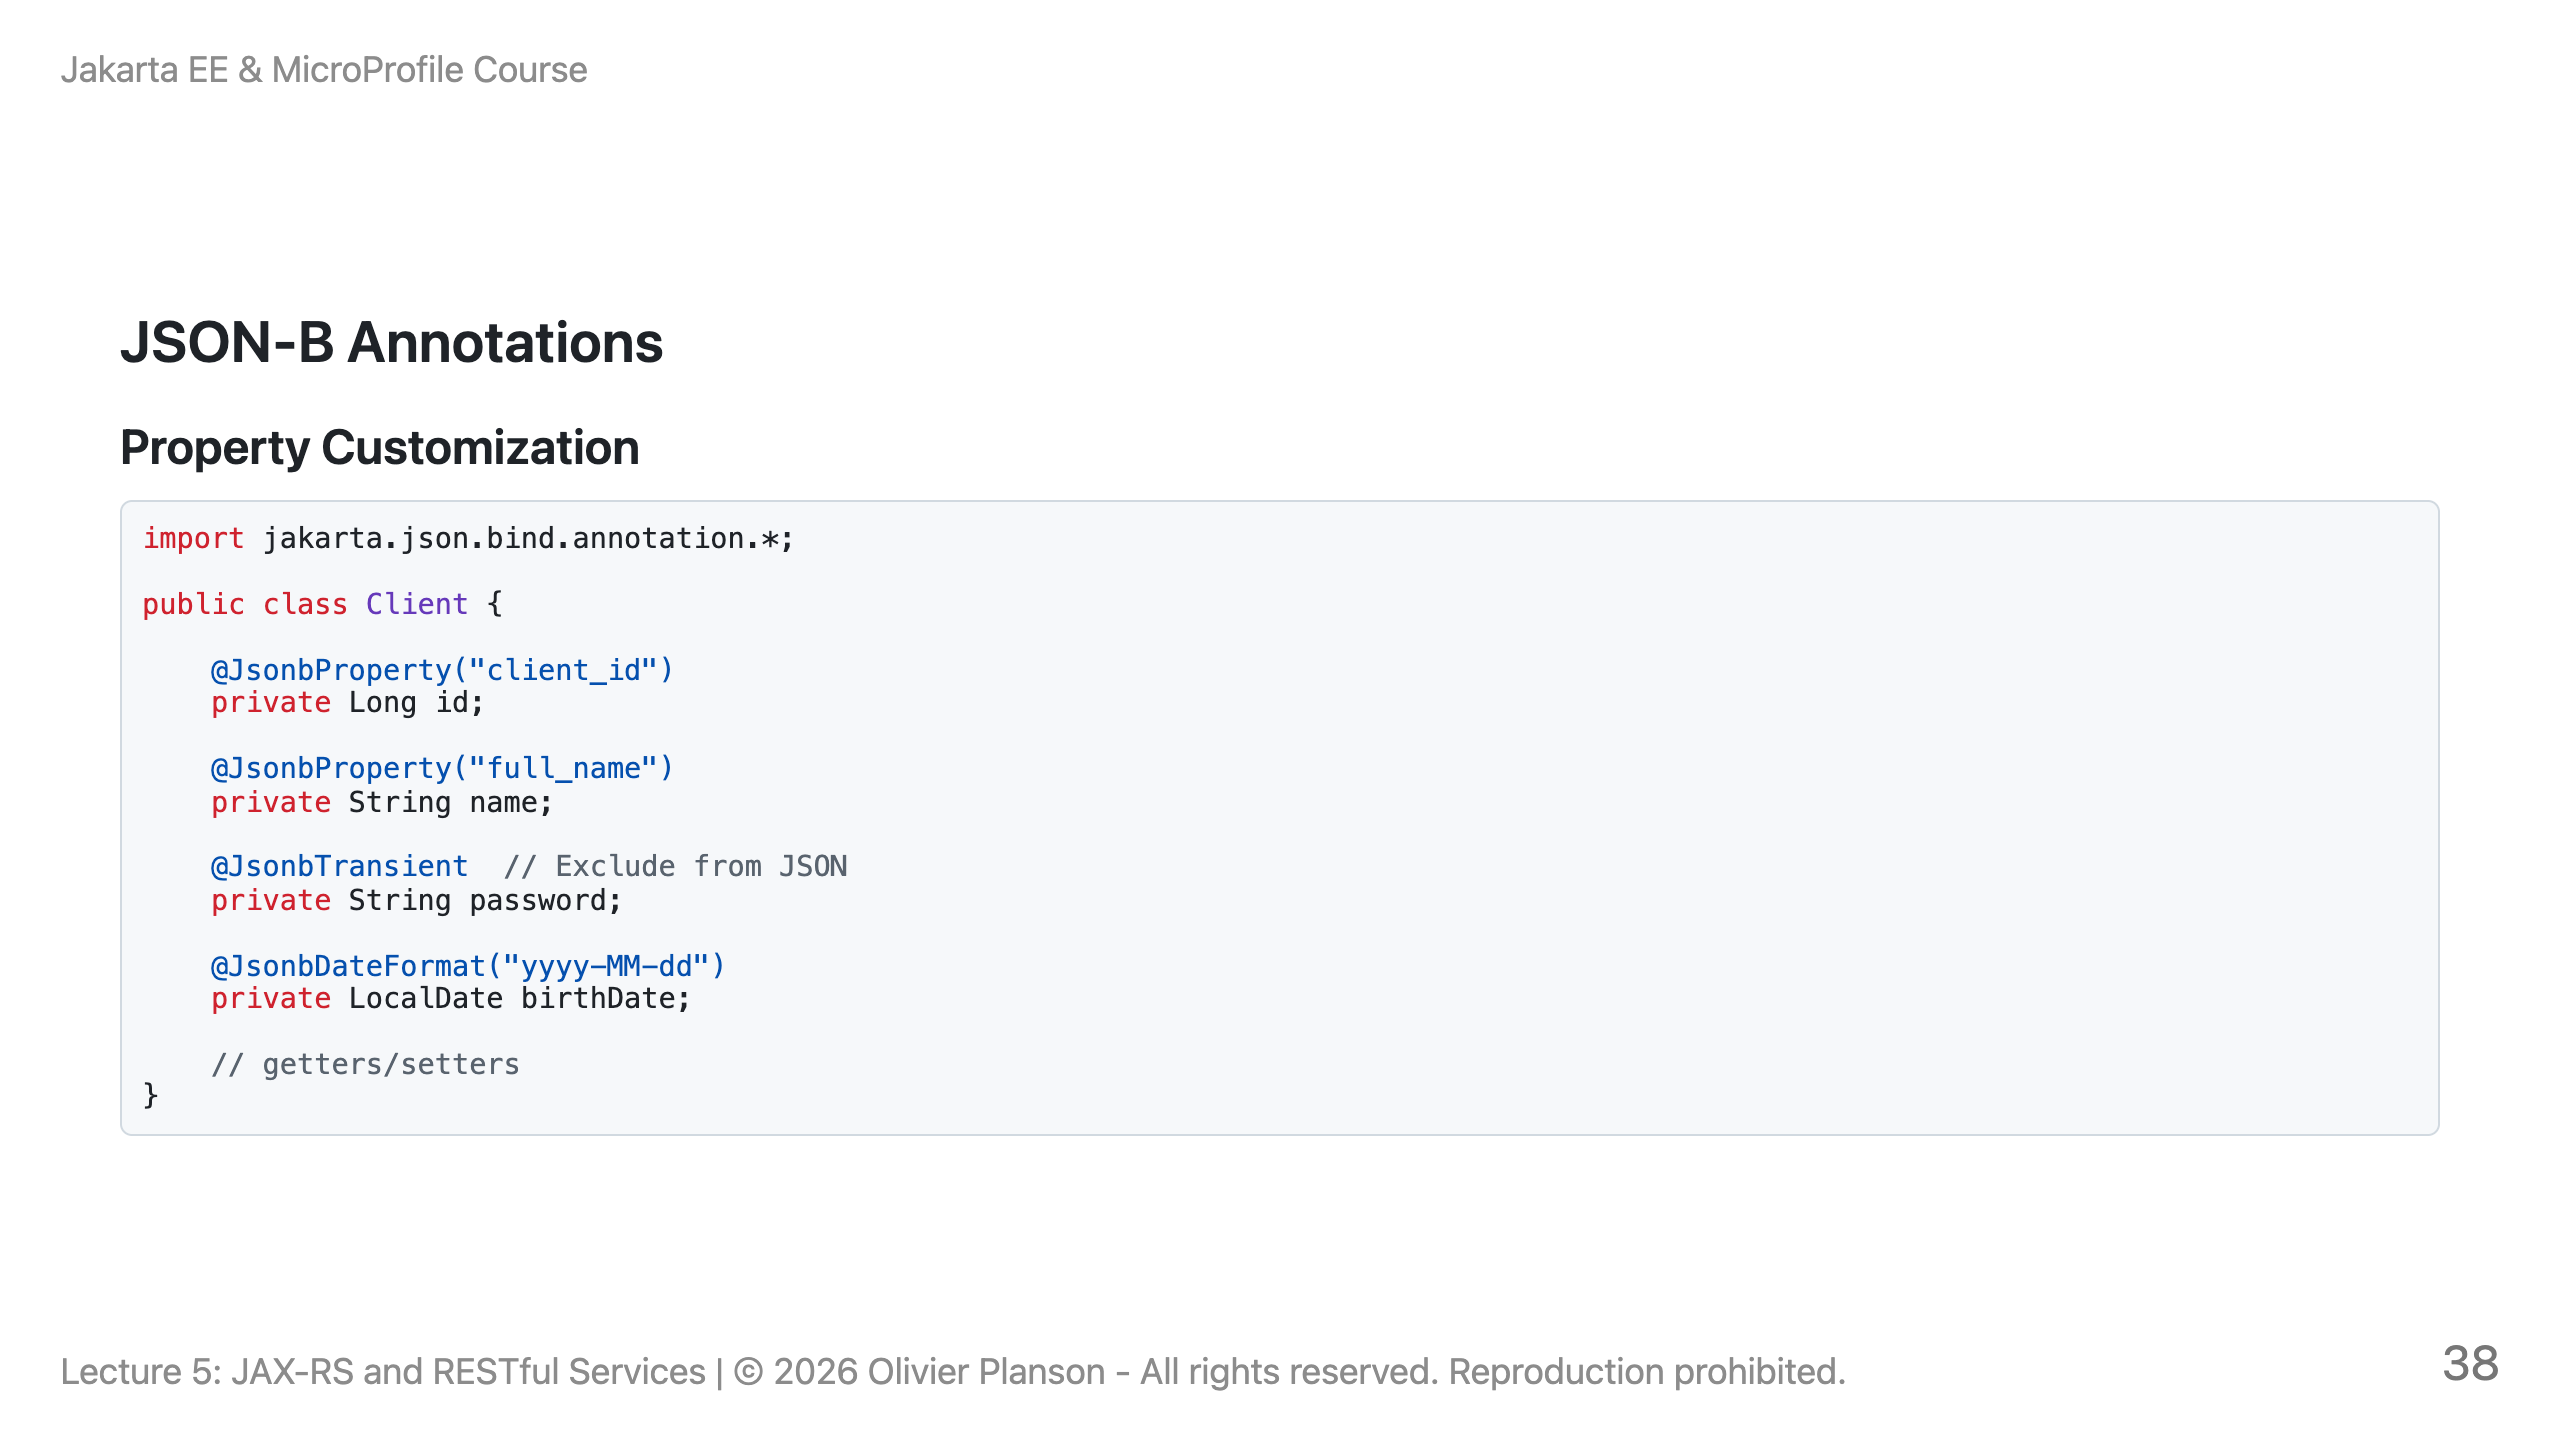 Jakarta EE & MicroProfile Course
JSON-B Annotations
Property Customization
import jakarta.json.bind.annotation.*;
public class Client {
    @JsonbProperty("client_id")
    private Long id;
    @JsonbProperty("full_name")
    private String name;
    @JsonbTransient  // Exclude from JSON
    private String password;
    @JsonbDateFormat("yyyy-MM-dd")
    private LocalDate birthDate;
    // getters/setters
}
Lecture 5: JAX-RS and RESTful Services | © 2026 Olivier Planson - All rights reserved. Reproduction prohibited.
38